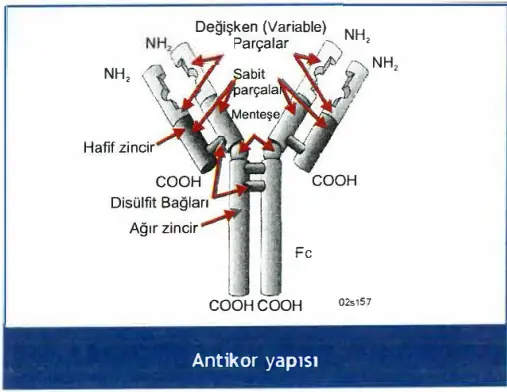 Değişken (Variable)
Parçalar
NH2
NH2
NH2
NH2
Sabit
parçalar
Menteşe
Hafif zincir
COOH
COOH
Disülfit Bağları
Ağır zincir
Fc
COOH COOH
02s157
Antikor yapısı